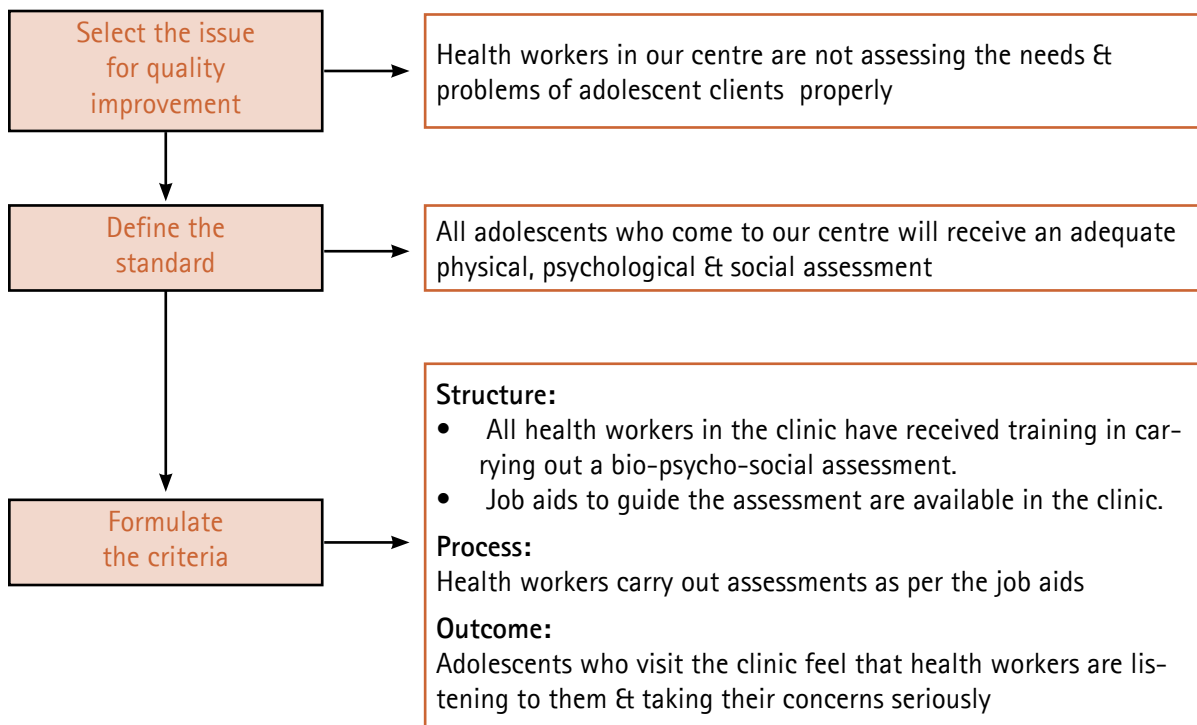 Select the issue
for quality
improvement
Health workers in our centre are not assessing the needs &
problems of adolescent clients properly
Define the
standard
All adolescents who come to our centre will receive an adequate
physical, psychological & social assessment
Formulate
the criteria
Structure:
• All health workers in the clinic have received training in car-
rying out a bio-psycho-social assessment.
• Job aids to guide the assessment are available in the clinic.
Process:
Health workers carry out assessments as per the job aids
Outcome:
Adolescents who visit the clinic feel that health workers are lis-
tening to them & taking their concerns seriously